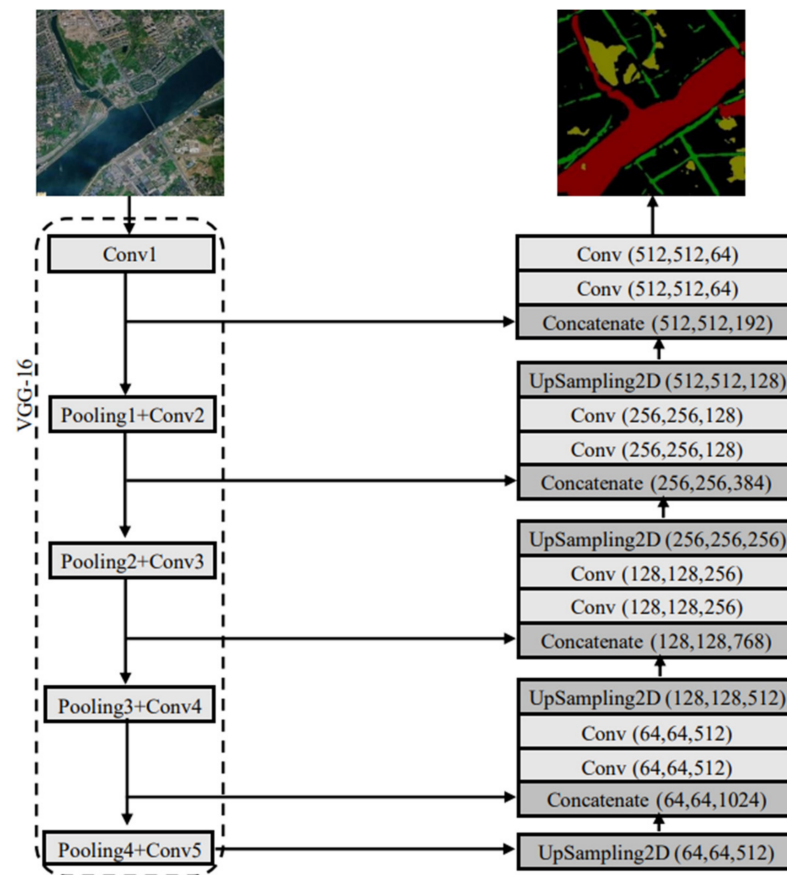 Conv1
Pooling1+Conv2
Pooling2+Conv3
Pooling3+Conv4
Pooling4+Conv5
VGG-16
Conv (512,512,64)
Conv (512,512,64)
Concatenate (512,512,192)
UpSampling2D (512,512,128)
Conv (256,256,128)
Conv (256,256,128)
Concatenate (256,256,384)
UpSampling2D (256,256,256)
Conv (128,128,256)
Conv (128,128,256)
Concatenate (128,128,768)
UpSampling2D (128,128,512)
Conv (64,64,512)
Conv (64,64,512)
Concatenate (64,64,1024)
UpSampling2D (64,64,512)